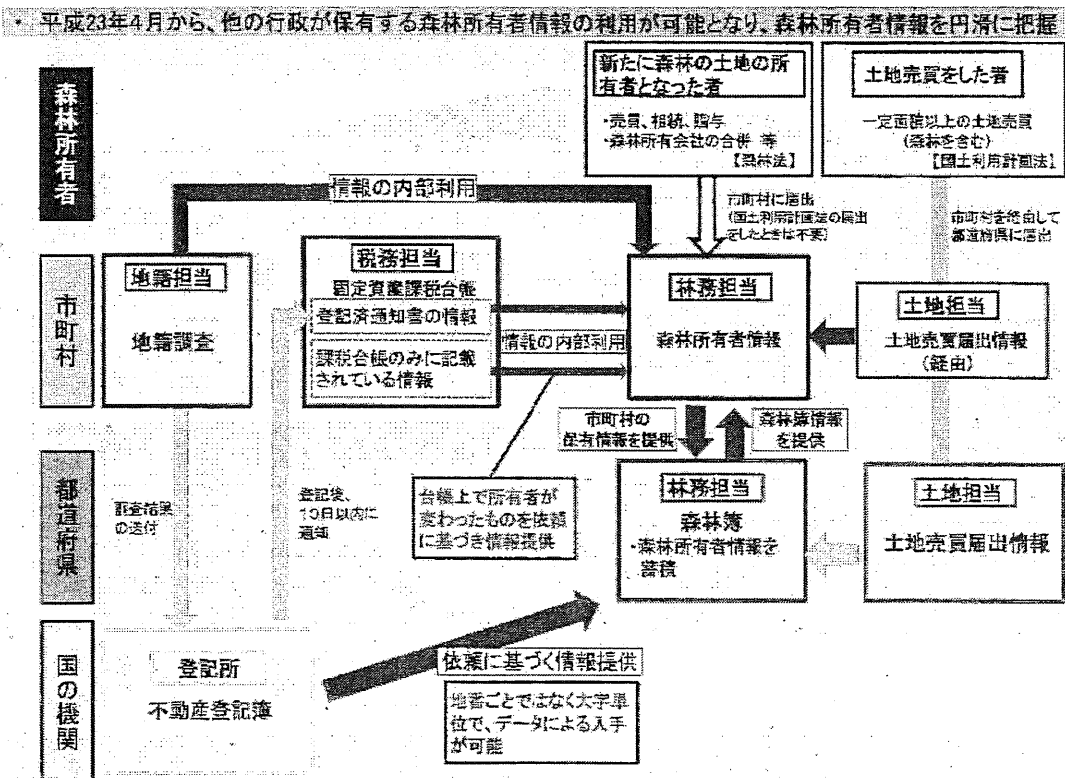 ・ 平成23年4月から、他の行政が保有する森林所有者情報の利用が可能となり、森林所有者情報を円滑に把握
森林所有者
新たに森林の土地の所
有者となった者
・売買、相続、贈与
・森林所有会社の合併 等
【森林法】
土地売買をした者
一定面積以上の土地売買
(森林を含む)
【国土利用計画法】
情報の内部利用
市町村に届出
(国土利用計画法の届出
をしたときは不要)
市町村を経由して
都道府県に届出
市町村
地籍担当
地籍調査
税務担当
固定資産課税台帳
登記済通知書の情報
課税台帳のみに記載
されている情報
情報の内部利用
林務担当
森林所有者情報
土地担当
土地売買届出情報
(経由)
市町村の
保有情報を提供
森林簿情報
を提供
都道府県
調査結果
の送付
登記後、
10日以内に
通知
台帳上で所有者が
変わったものを依頼
に基づき情報提供
林務担当
森林簿
・森林所有者情報を
蓄積
土地担当
土地売買届出情報
国の機関
登記所
不動産登記簿
依頼に基づく情報提供
地番ごとではなく大字単
位で、データによる入手
が可能